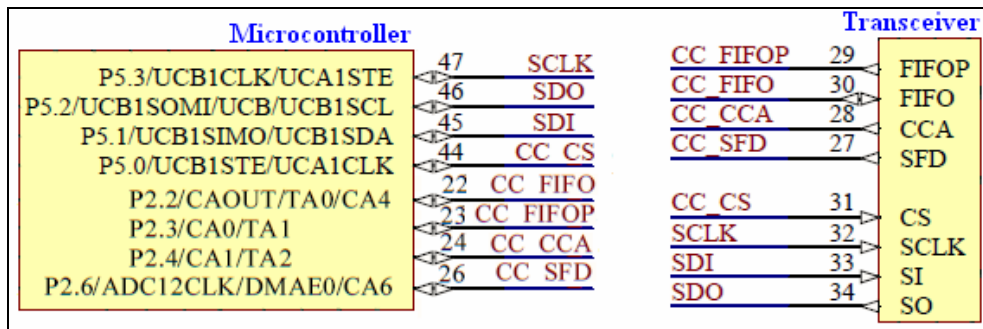 Microcontroller
P5.3/UCB1CLK/UCA1STE 47 SCLK
P5.2/UCB1SOMI/UCB/UCB1SCL 46 SDO
P5.1/UCB1SIMO/UCB1SDA 45 SDI
P5.0/UCB1STE/UCA1CLK 44 CC_CS
P2.2/CAOUT/TA0/CA4 22 CC_FIFO
P2.3/CA0/TA1 23 CC_FIFOP
P2.4/CA1/TA2 24 CC_CCA
P2.6/ADC12CLK/DMAE0/CA6 26 CC_SFD
Transceiver
CC_FIFOP 29 FIFOP
CC_FIFO 30 FIFO
CC_CCA 28 CCA
CC_SFD 27 SFD
CC_CS 31 CS
SCLK 32 SCLK
SDI 33 SI
SDO 34 SO